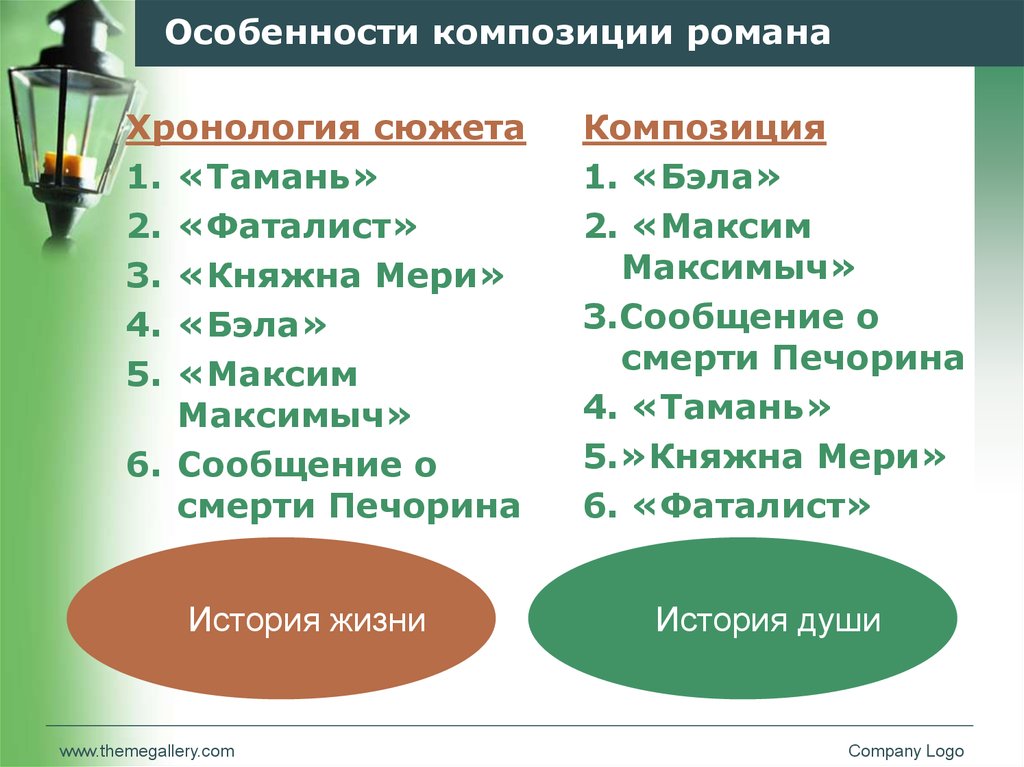 Особенности композиции романа
Хронология сюжета
1. «Тамань»
2. «Фаталист»
3. «Княжна Мери»
4. «Бэла»
5. «Максим
Максимыч»
6. Сообщение о
смерти Печорина
Композиция
1. «Бэла»
2. «Максим
Максимыч»
3.Сообщение о
смерти Печорина
4. «Тамань»
5.»Княжна Мери»
6. «Фаталист»
История жизни
История души
www.themegallery.com
Company Logo